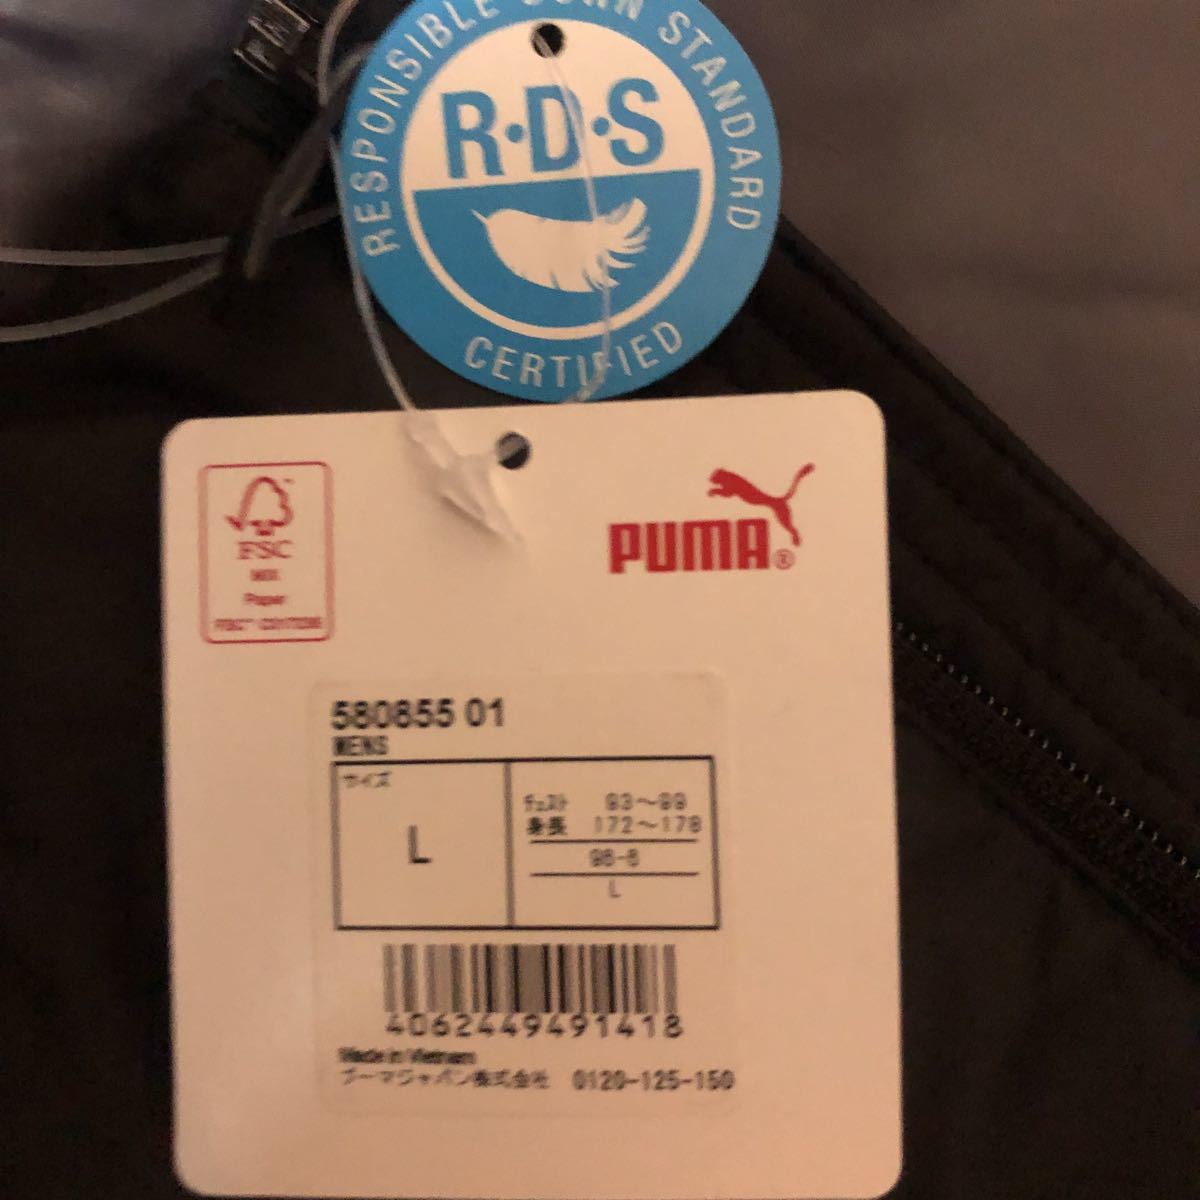 RESPONSIBLE DOWN STANDARD
R·D·S
CERTIFIED
FSC
MIX
Paper
PUMA®
580855 01
MENS
サイズ
L
チェスト 93〜99
身長 172〜178
96-6
L
4062449491418
Made in Vietnam
プーマジャパン株式会社 0120-125-150